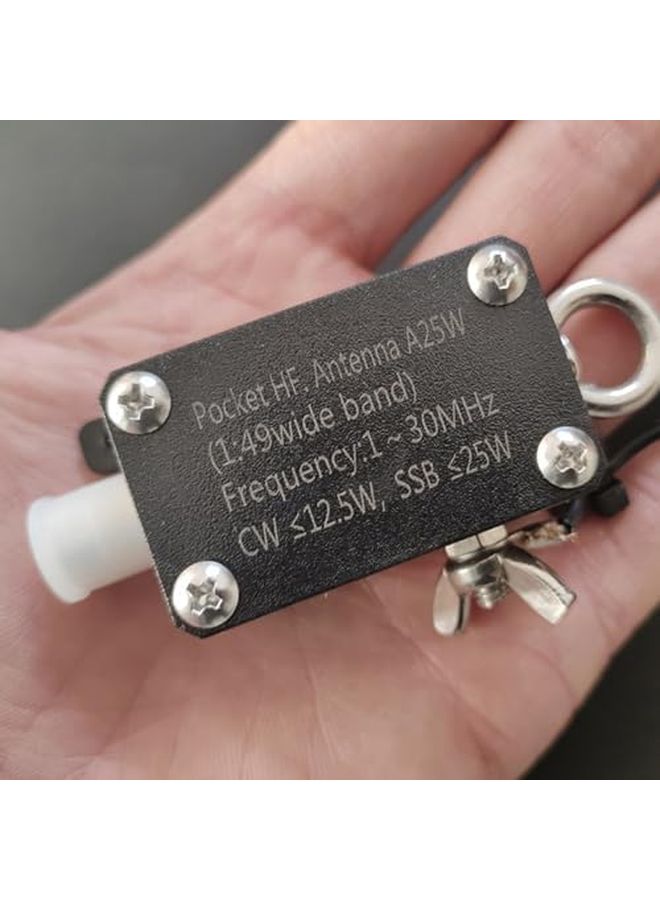 Pocket HF. Antenna A25W
(1:49wide band)
Frequency:1 ~ 30MHz
CW ≤12.5W, SSB ≤25W